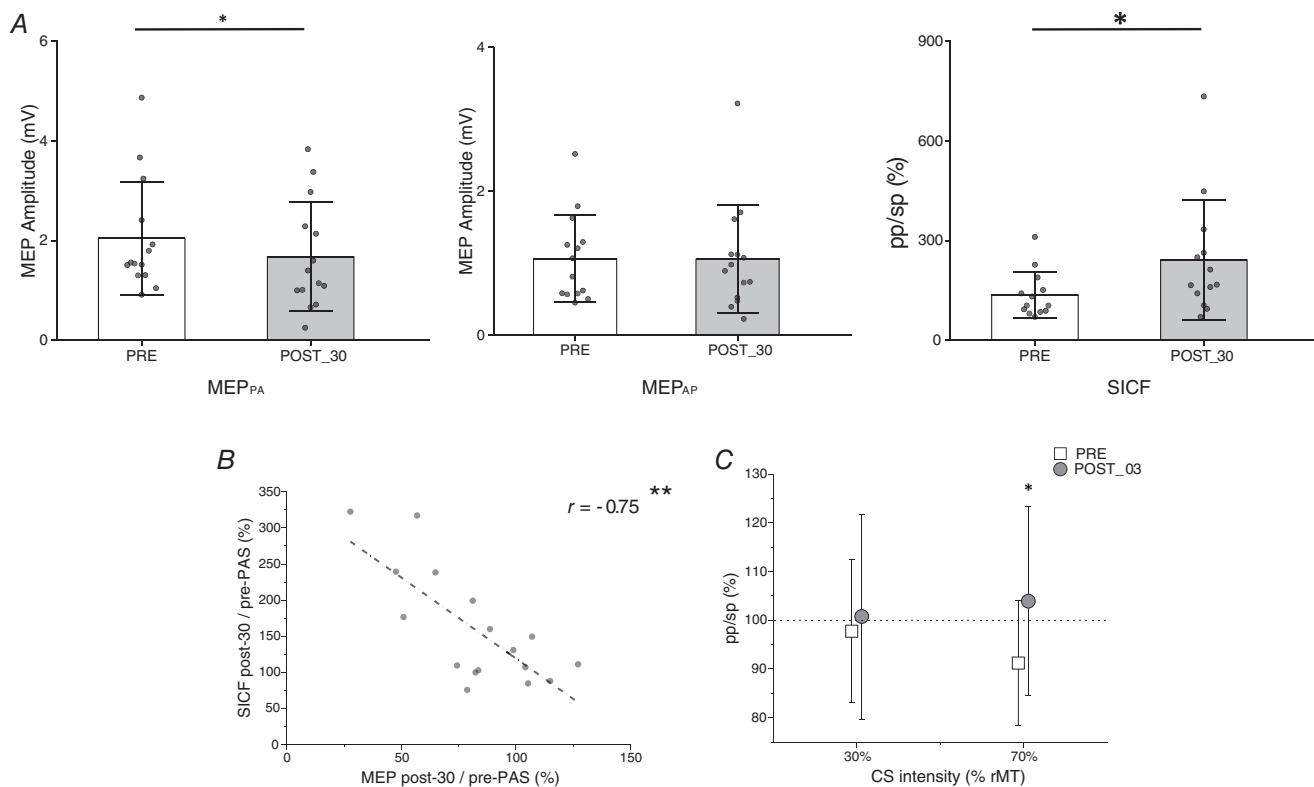 A
*
6
4
2
0
MEP Amplitude (mV)
PRE
POST_30
MEPPA
4
2
0
MEP Amplitude (mV)
PRE
POST_30
MEPAP
*
900
600
300
0
pp/sp (%)
PRE
POST_30
SICF
B
r = - 0.75 **
350
300
250
200
150
100
50
0
SICF post-30 / pre-PAS (%)
0
50
100
150
MEP post-30 / pre-PAS (%)
C
PRE
POST_03
*
130
120
110
100
90
80
pp/sp (%)
30%
70%
CS intensity (% rMT)